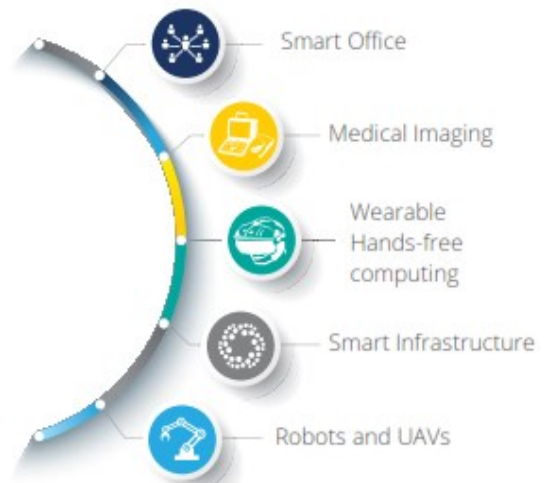 Smart Office
Medical Imaging
Wearable
Hands-free
computing
Smart Infrastructure
Robots and UAVs